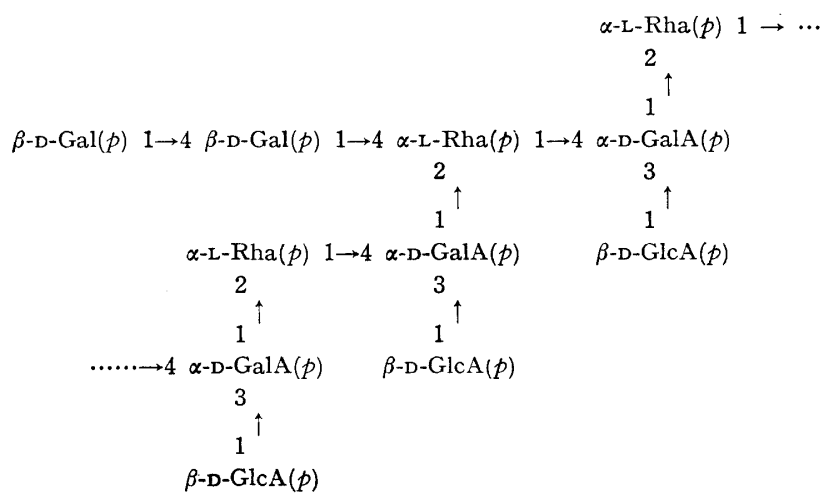 α-L-Rha(p) 1 → ···
2
↑
1
β-D-Gal(p) 1→4 β-D-Gal(p) 1→4 α-L-Rha(p) 1→4 α-D-GalA(p)
2 3
↑ ↑
1 1
α-L-Rha(p) 1→4 α-D-GalA(p) β-D-GlcA(p)
2 3
↑ ↑
1 1
······→4 α-D-GalA(p) β-D-GlcA(p)
3
↑
1
β-D-GlcA(p)